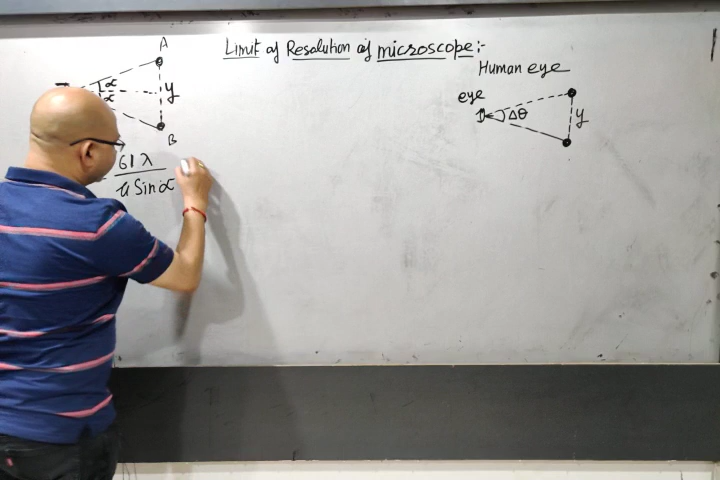 Limit of Resolution of microscope:-
A
α
α
y
B
61 λ
μ Sin α
Human eye
eye
Δθ
y